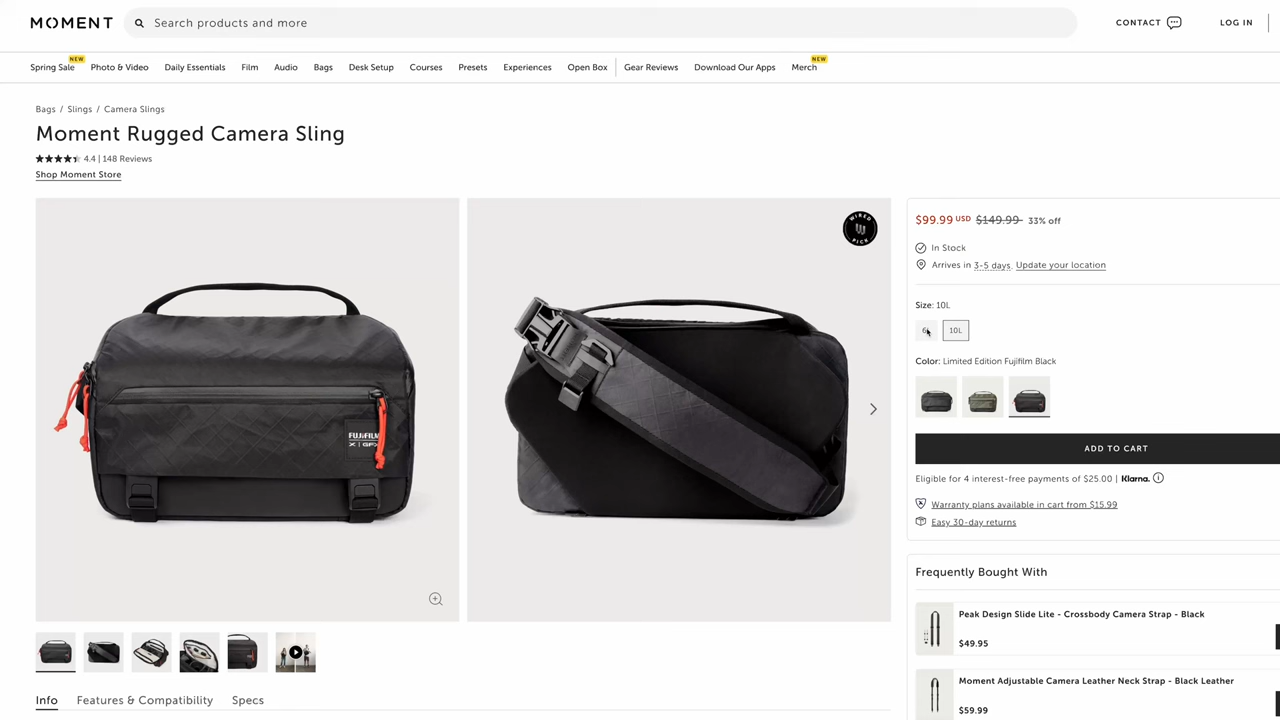 MOMENT
Search products and more
CONTACT
LOG IN
Spring Sale
NEW
Photo & Video
Daily Essentials
Film
Audio
Bags
Desk Setup
Courses
Presets
Experiences
Open Box
Gear Reviews
Download Our Apps
Merch
NEW
Bags / Slings / Camera Slings
Moment Rugged Camera Sling
4.4 | 148 Reviews
Shop Moment Store
FUJIFILM
X | GFX
WIRED
W
PICK
$99.99 USD $149.99 33% off
In Stock
Arrives in 3-5 days. Update your location
Size: 10L
10L
Color: Limited Edition Fujifilm Black
ADD TO CART
Eligible for 4 interest-free payments of $25.00 | Klarna.
Warranty plans available in cart from $15.99
Easy 30-day returns
Frequently Bought With
Peak Design Slide Lite - Crossbody Camera Strap - Black
$49.95
Moment Adjustable Camera Leather Neck Strap - Black Leather
$59.99
Info
Features & Compatibility
Specs